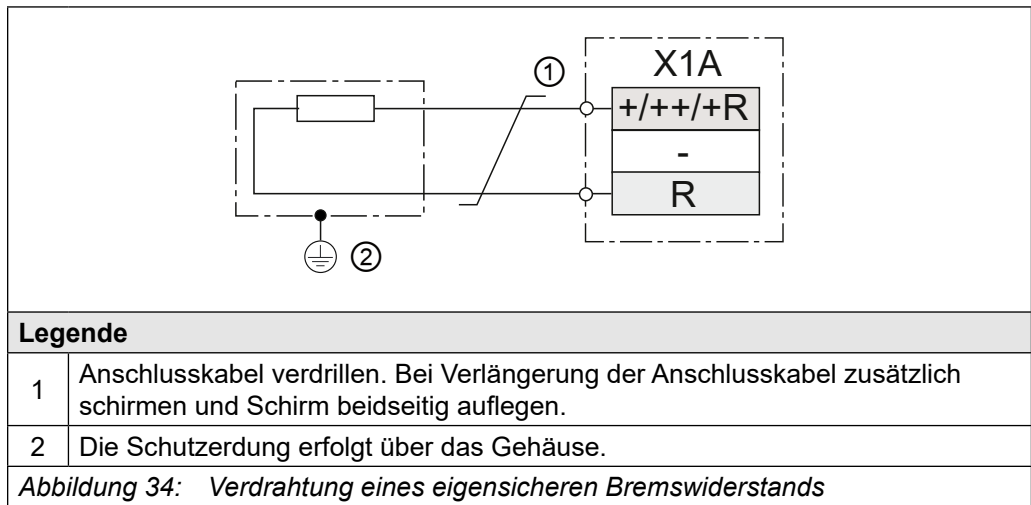 ①
X1A
+/++/+R
-
R
②
Legende
1 Anschlusskabel verdrillen. Bei Verlängerung der Anschlusskabel zusätzlich
schirmen und Schirm beidseitig auflegen.
2 Die Schutzerdung erfolgt über das Gehäuse.
Abbildung 34: Verdrahtung eines eigensicheren Bremswiderstands